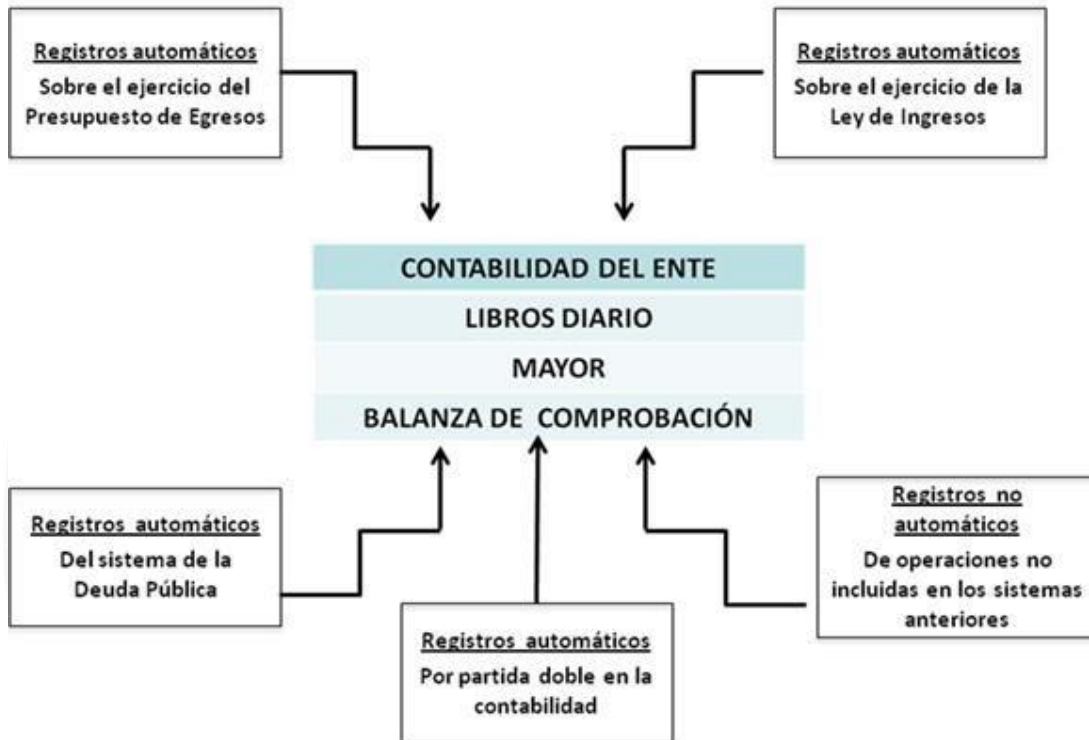 Registros automáticos
Sobre el ejercicio del
Presupuesto de Egresos
Registros automáticos
Sobre el ejercicio de la
Ley de Ingresos
CONTABILIDAD DEL ENTE
LIBROS DIARIO
MAYOR
BALANZA DE COMPROBACIÓN
Registros automáticos
Del sistema de la
Deuda Pública
Registros automáticos
Por partida doble en la
contabilidad
Registros no
automáticos
De operaciones no
incluidas en los sistemas
anteriores